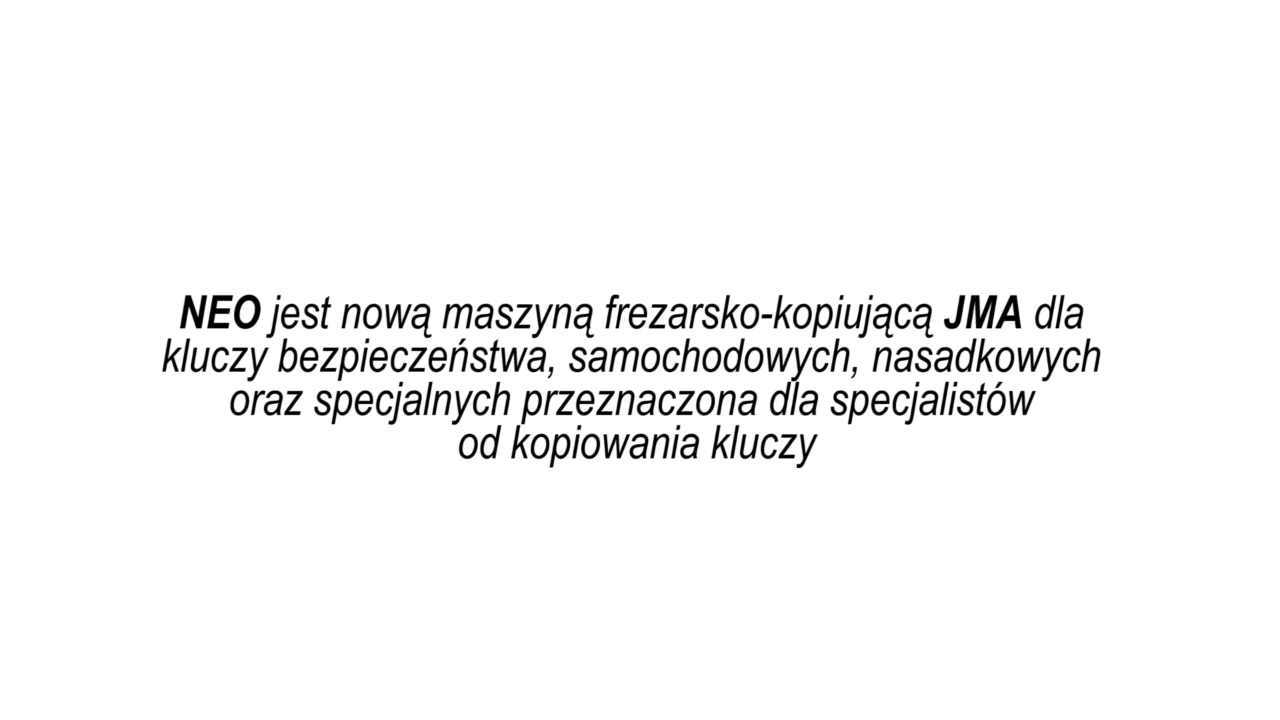 NEO jest nową maszyną frezarsko-kopiującą JMA dla
kluczy bezpieczeństwa, samochodowych, nasadkowych
oraz specjalnych przeznaczona dla specjalistów
od kopiowania kluczy